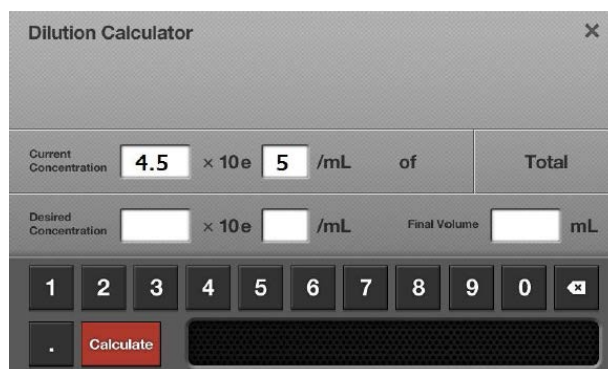 Dilution Calculator ×
Current Concentration 4.5 × 10e 5 /mL of Total
Desired Concentration × 10e /mL Final Volume mL
1 2 3 4 5 6 7 8 9 0
. Calculate